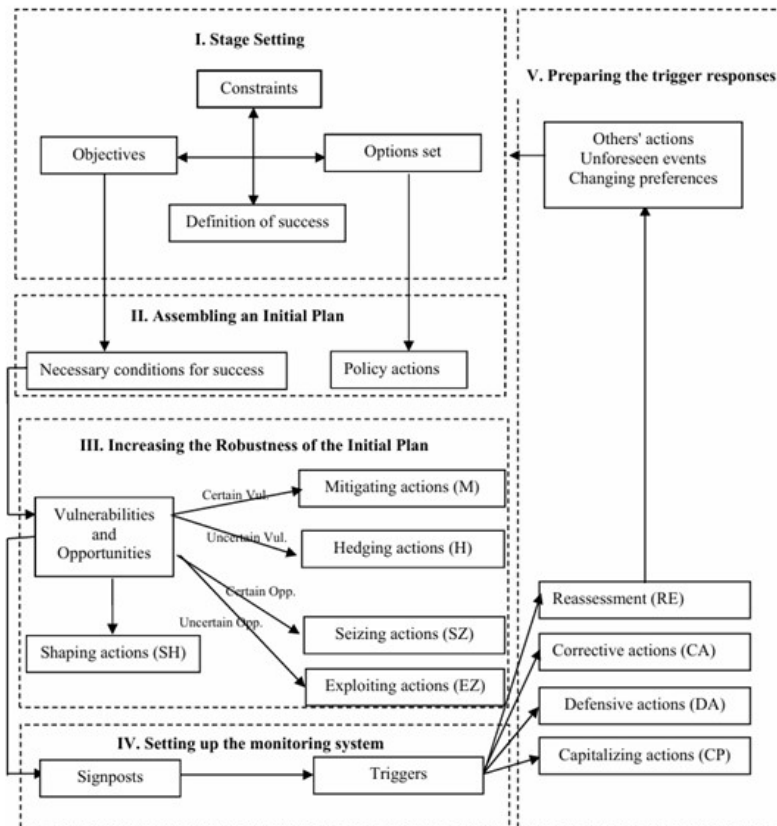 I. Stage Setting
Constraints
Objectives
Options set
Definition of success
II. Assembling an Initial Plan
Necessary conditions for success
Policy actions
III. Increasing the Robustness of the Initial Plan
Vulnerabilities
and
Opportunities
Certain Vul.
Uncertain Vul.
Certain Opp.
Uncertain Opp.
Mitigating actions (M)
Hedging actions (H)
Seizing actions (SZ)
Exploiting actions (EZ)
Shaping actions (SH)
IV. Setting up the monitoring system
Signposts
Triggers
V. Preparing the trigger responses
Others' actions
Unforeseen events
Changing preferences
Reassessment (RE)
Corrective actions (CA)
Defensive actions (DA)
Capitalizing actions (CP)